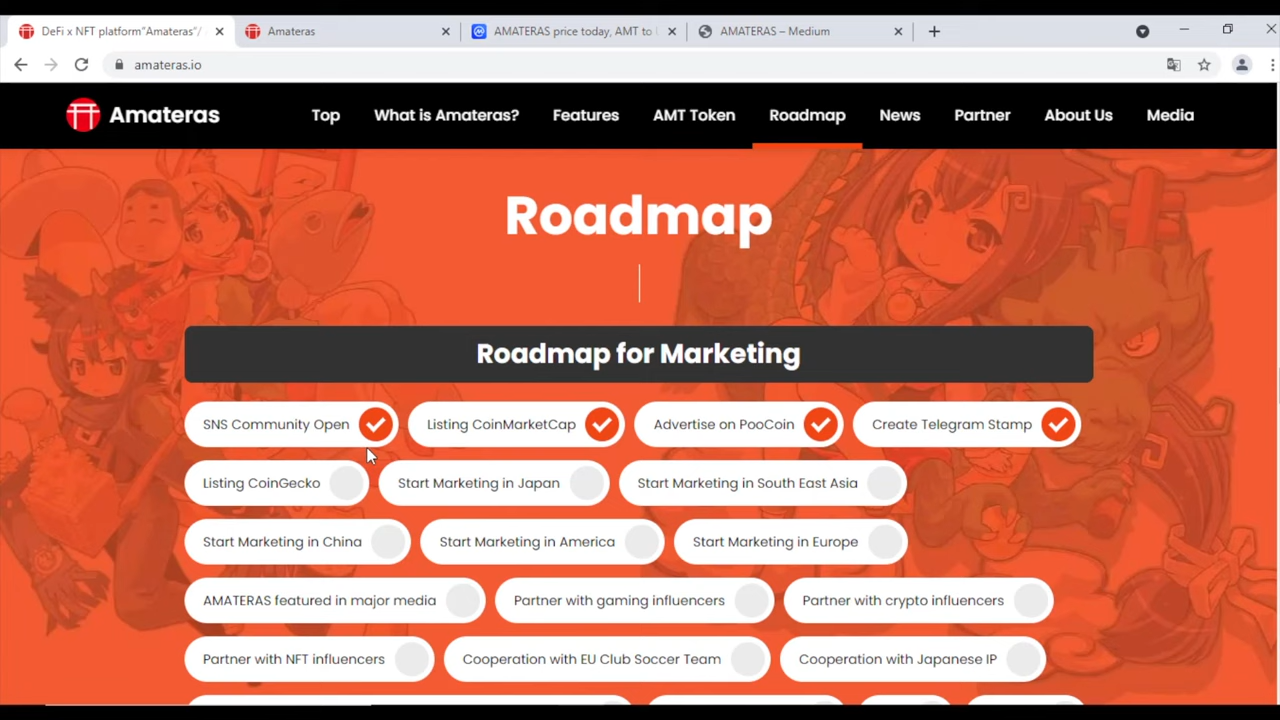 DeFi x NFT platform"Amateras"/
Amateras
AMATERAS price today, AMT to
AMATERAS – Medium
amateras.io
Amateras
Top
What is Amateras?
Features
AMT Token
Roadmap
News
Partner
About Us
Media
Roadmap
Roadmap for Marketing
SNS Community Open
Listing CoinMarketCap
Advertise on PooCoin
Create Telegram Stamp
Listing CoinGecko
Start Marketing in Japan
Start Marketing in South East Asia
Start Marketing in China
Start Marketing in America
Start Marketing in Europe
AMATERAS featured in major media
Partner with gaming influencers
Partner with crypto influencers
Partner with NFT influencers
Cooperation with EU Club Soccer Team
Cooperation with Japanese IP